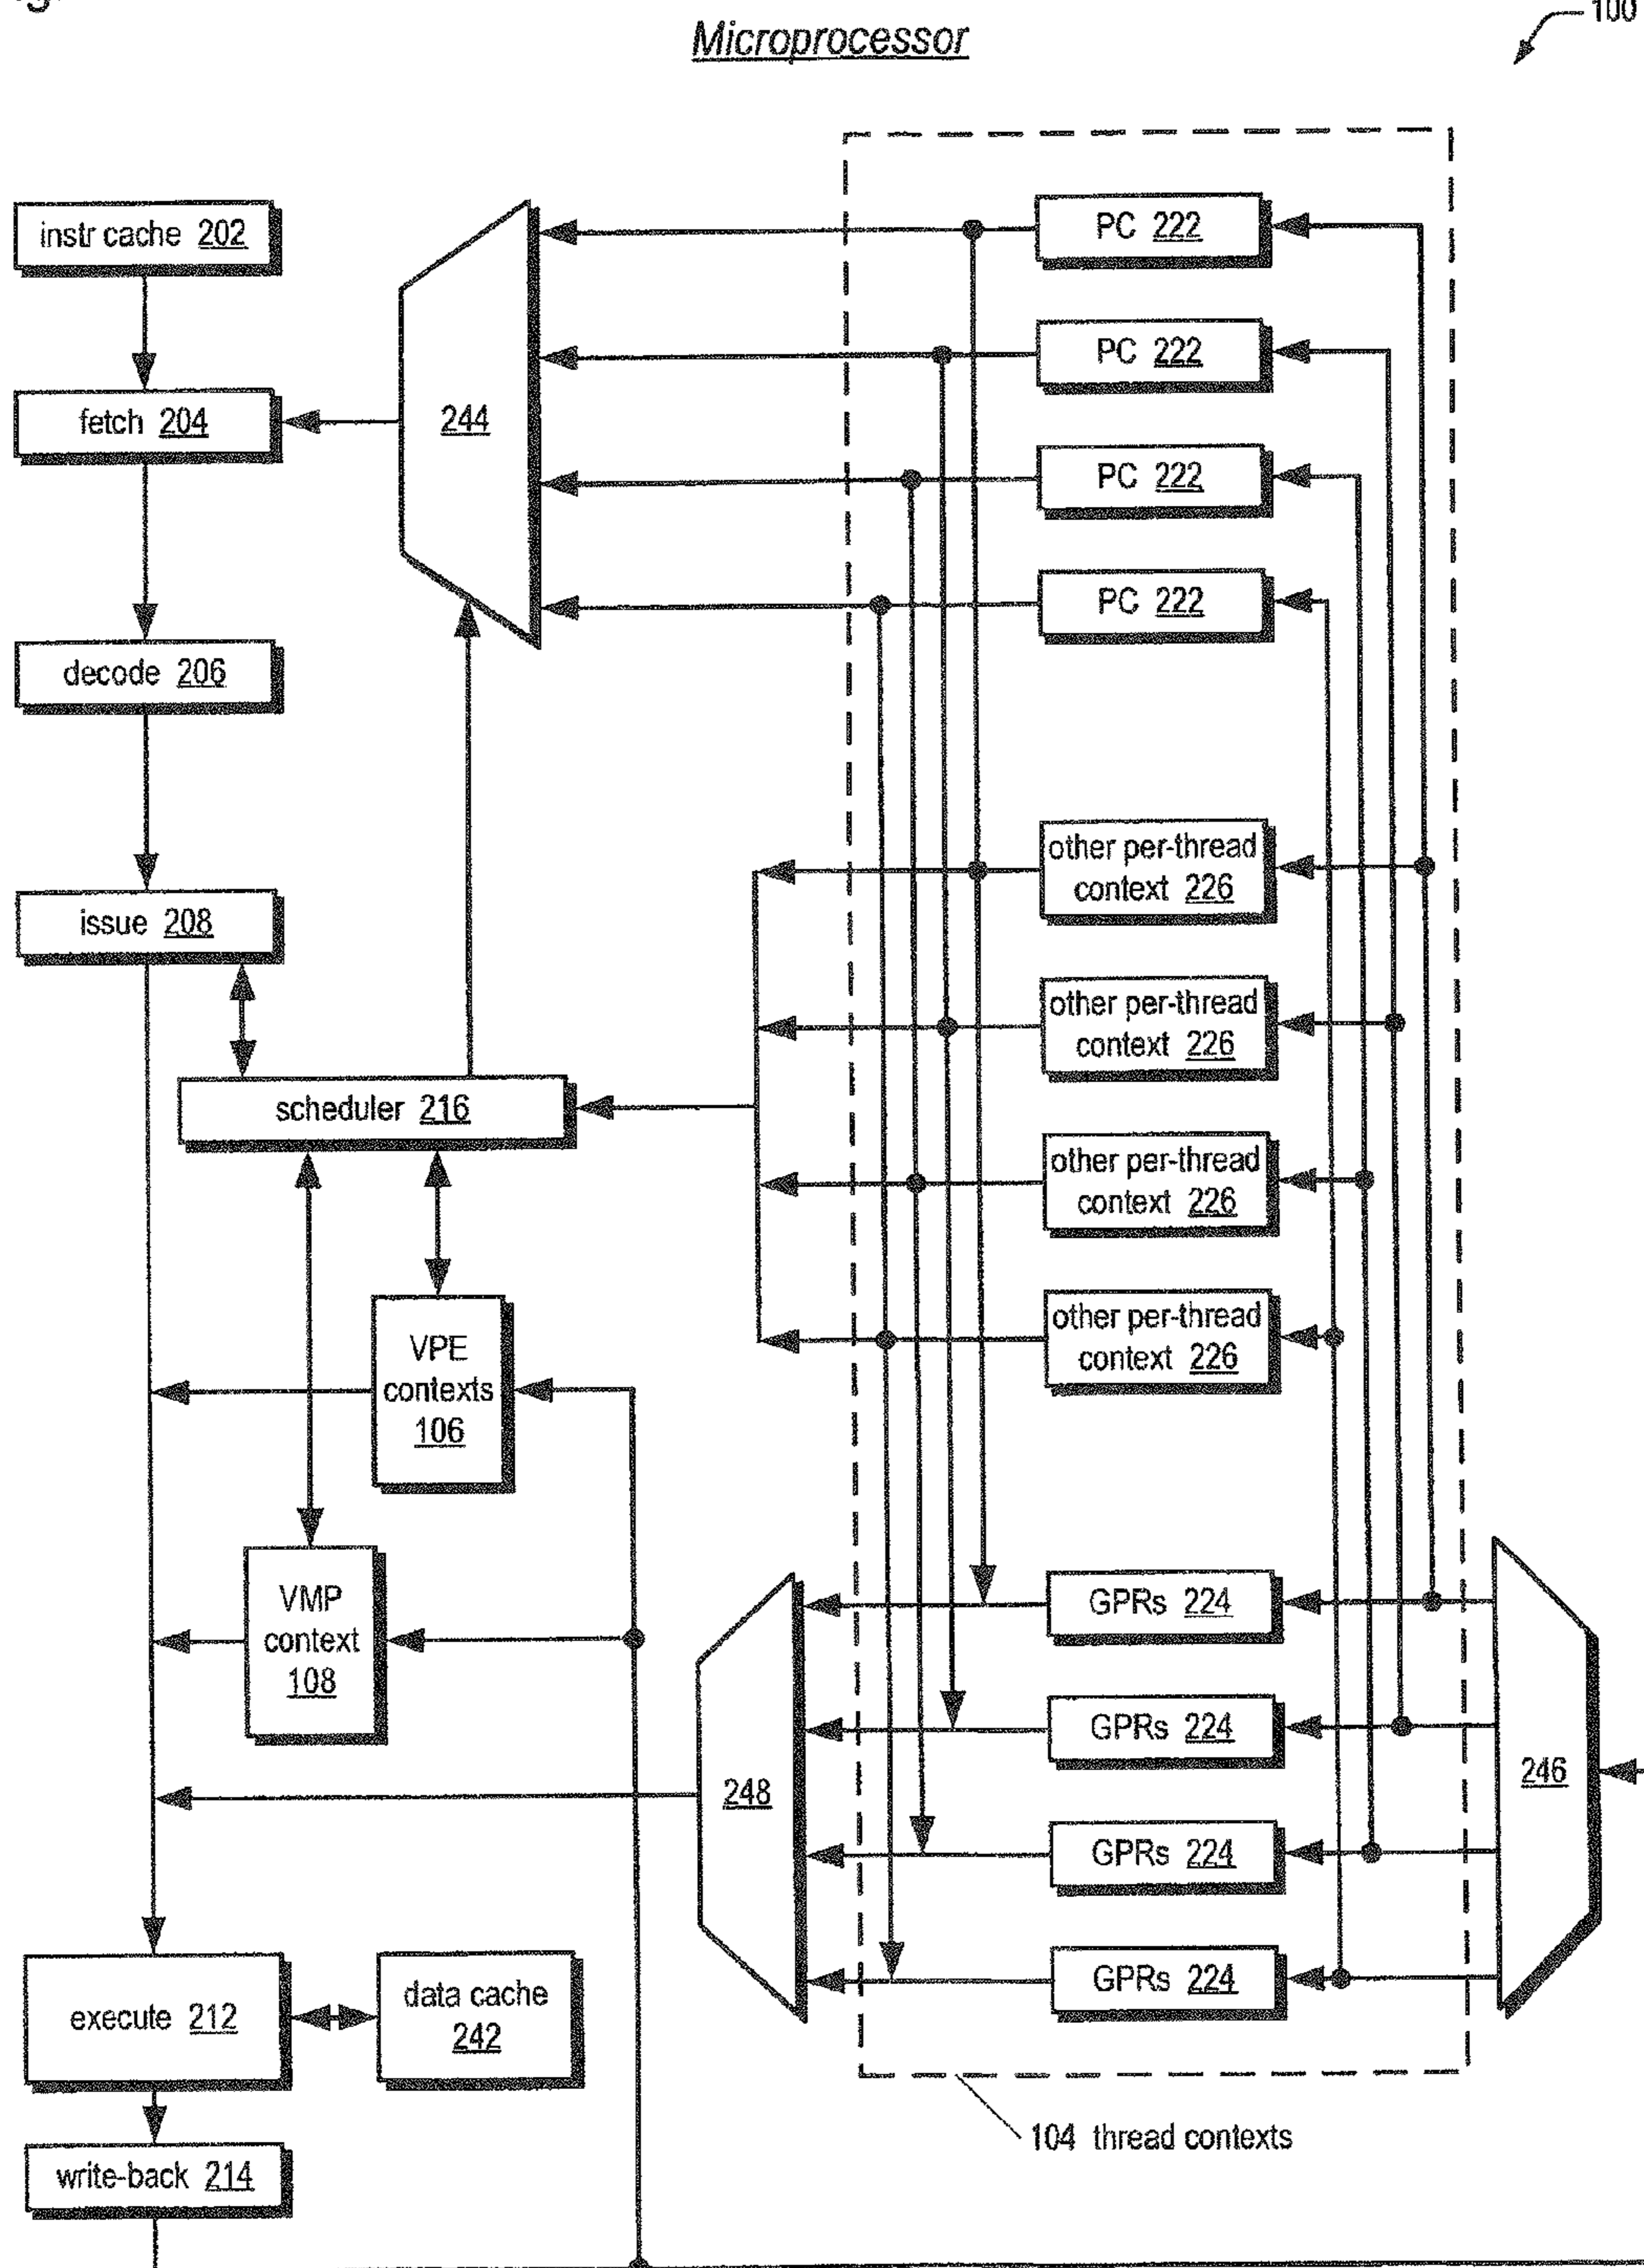 Microprocessor
100
instr cache 202
PC 222
PC 222
fetch 204
244
PC 222
PC 222
decode 206
other per-thread
context 226
issue 208
other per-thread
context 226
scheduler 216
other per-thread
context 226
other per-thread
context 226
VPE
contexts
106
VMP
context
108
GPRs 224
GPRs 224
248
246
GPRs 224
GPRs 224
execute 212
data cache
242
104 thread contexts
write-back 214